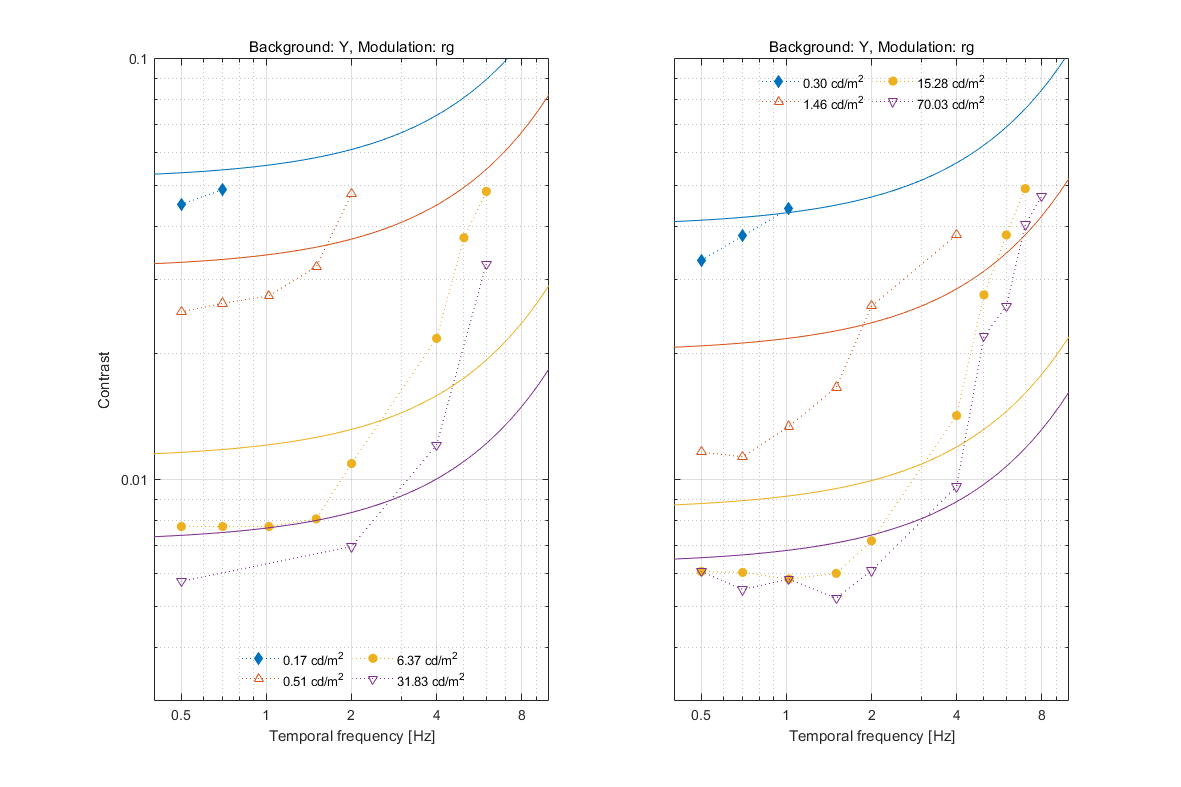 Background: Y, Modulation: rg
0.1
0.01
Contrast
0.17 cd/m² 6.37 cd/m²
0.51 cd/m² 31.83 cd/m²
0.5 1 2 4 8
Temporal frequency [Hz]
Background: Y, Modulation: rg
0.30 cd/m² 15.28 cd/m²
1.46 cd/m² 70.03 cd/m²
0.5 1 2 4 8
Temporal frequency [Hz]